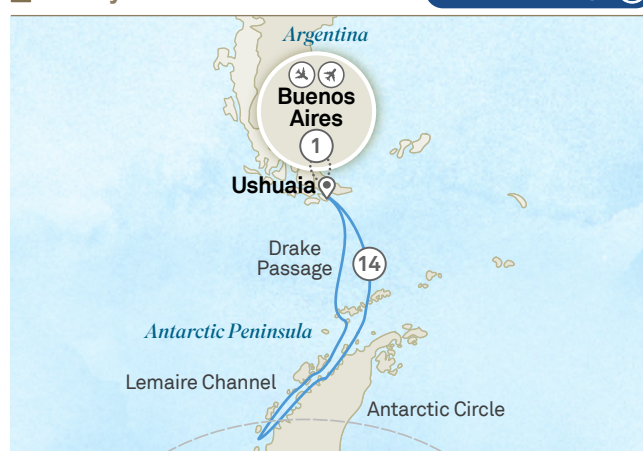 Argentina
Buenos
Aires
1
Ushuaia
Drake
Passage
14
Antarctic Peninsula
Lemaire Channel
Antarctic Circle